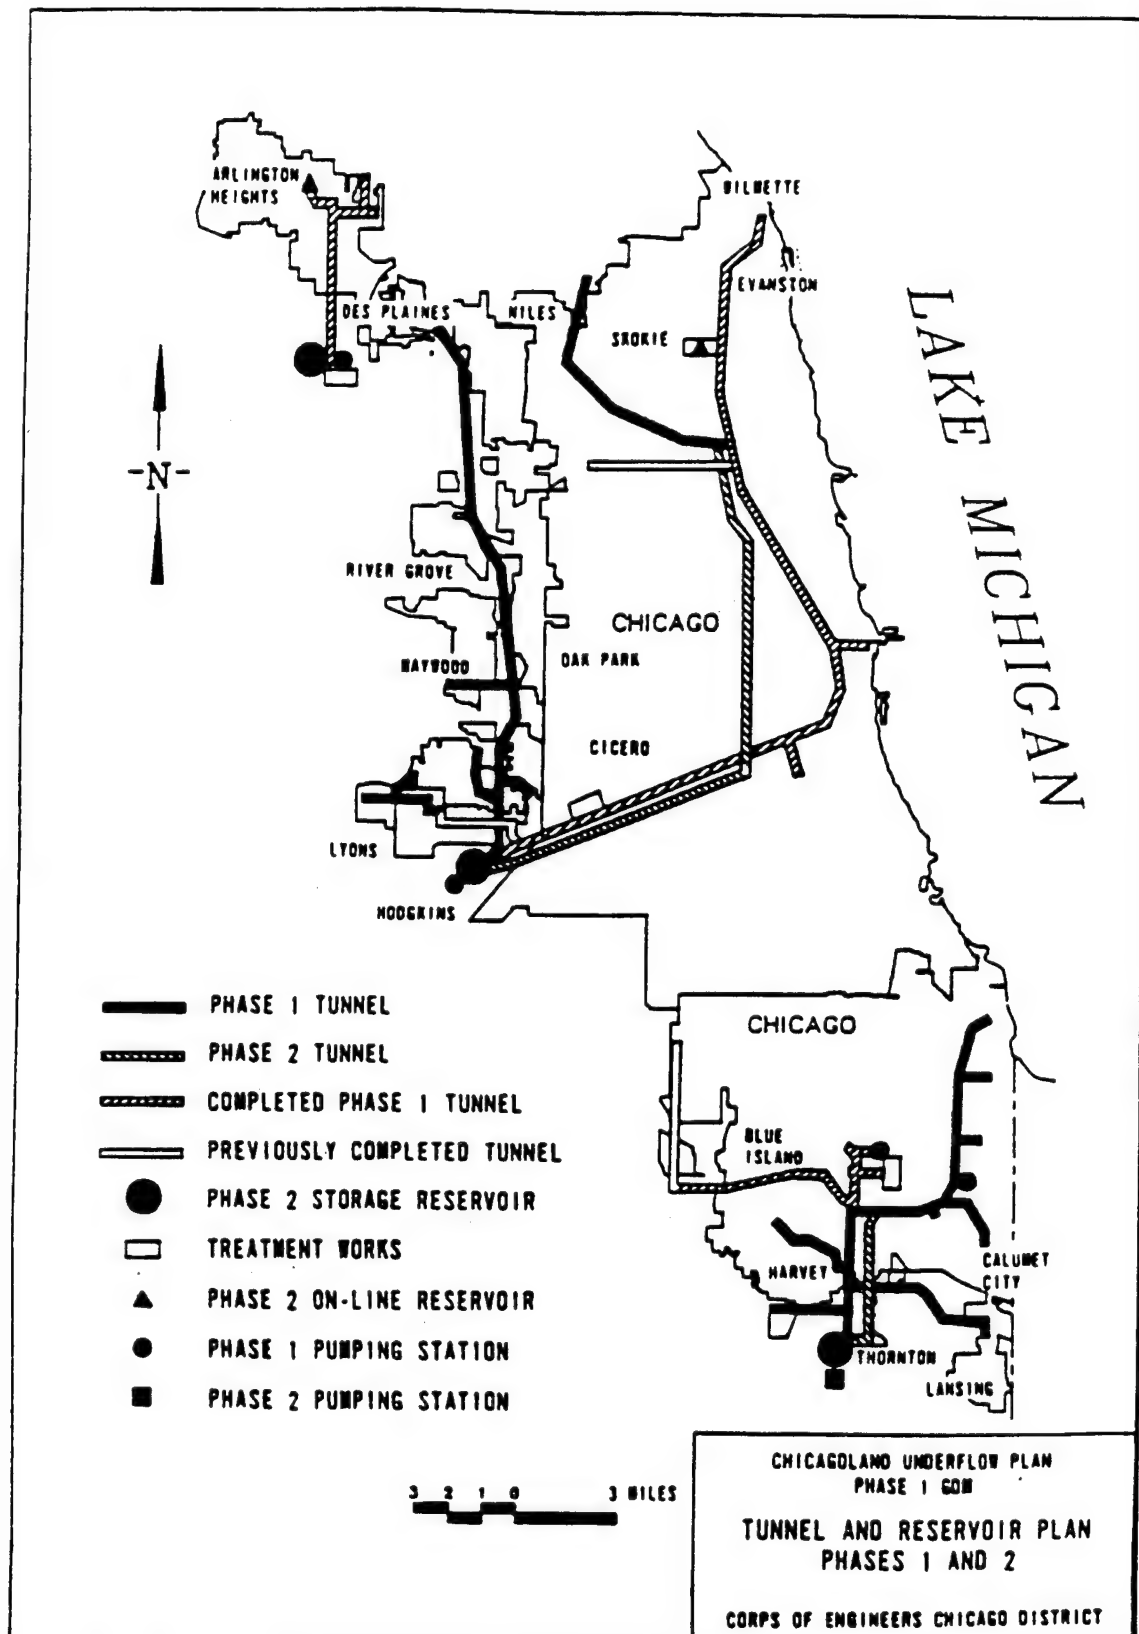 ARLINGTON
HEIGHTS
WILMETTE
EVANSTON
DES PLAINES
NILES
SKOKIE
LAKE MICHIGAN
-N-
RIVER GROVE
CHICAGO
MAYWOOD
OAK PARK
CICERO
LYONS
HODGKINS
PHASE 1 TUNNEL
PHASE 2 TUNNEL
COMPLETED PHASE 1 TUNNEL
PREVIOUSLY COMPLETED TUNNEL
PHASE 2 STORAGE RESERVOIR
TREATMENT WORKS
PHASE 2 ON-LINE RESERVOIR
PHASE 1 PUMPING STATION
PHASE 2 PUMPING STATION
CHICAGO
BLUE
ISLAND
HARVEY
CALUMET
CITY
THORNTON
LANSING
3 2 1 0 3 MILES
CHICAGOLAND UNDERFLOW PLAN
PHASE 1 GDM
TUNNEL AND RESERVOIR PLAN
PHASES 1 AND 2
CORPS OF ENGINEERS CHICAGO DISTRICT